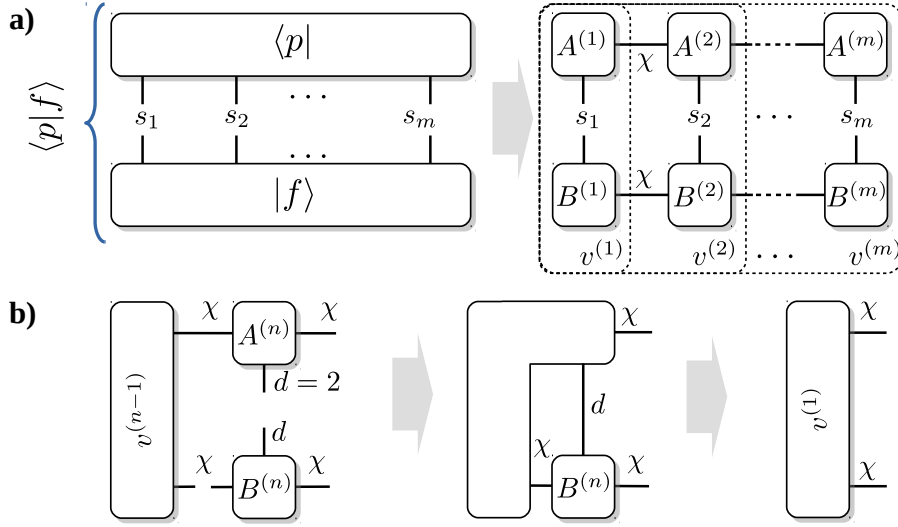 a)
⟨p|f⟩
⟨p|
s₁ s₂ ... sₘ
...
|f⟩
A⁽¹⁾ χ A⁽²⁾ A⁽ᵐ⁾
s₁ s₂ ... sₘ
B⁽¹⁾ χ B⁽²⁾ B⁽ᵐ⁾
v⁽¹⁾ v⁽²⁾ ... v⁽ᵐ⁾
b)
v⁽ⁿ⁻¹⁾
χ A⁽ⁿ⁾ χ
d = 2
d
χ B⁽ⁿ⁾ χ
χ
d
χ B⁽ⁿ⁾ χ
χ
v⁽¹⁾
χ